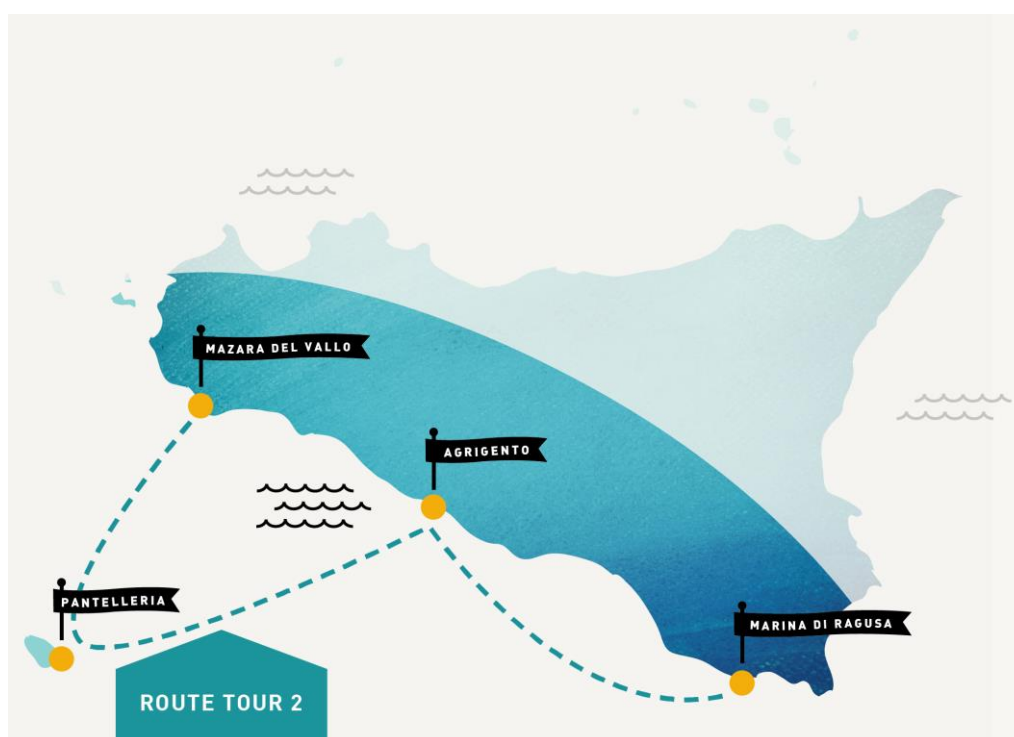 MAZARA DEL VALLO
AGRIGENTO
PANTELLERIA
MARINA DI RAGUSA
ROUTE TOUR 2